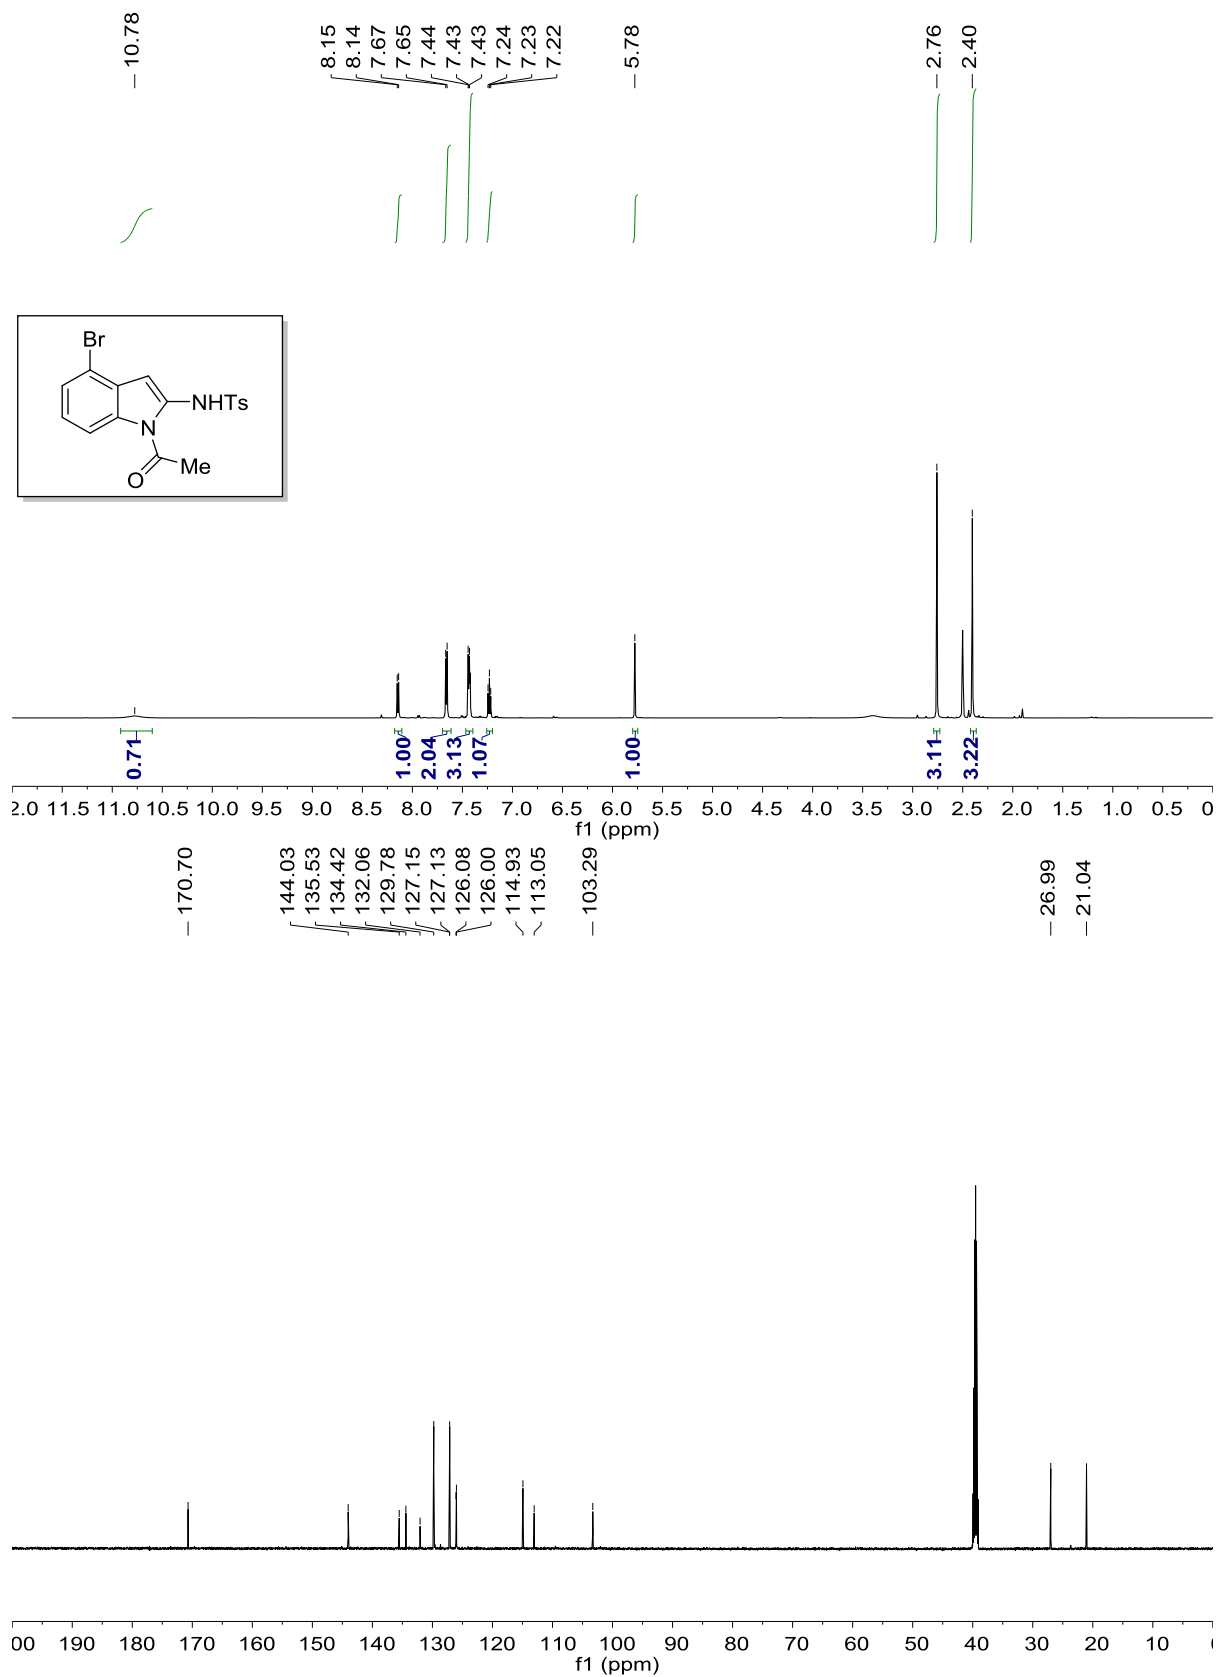 10.78 8.15 8.14 7.67 7.65 7.44 7.43 7.43 7.24 7.23 7.22 5.78 2.76 2.40
Br
NHTs
N
O
Me
0.71 1.00 2.04 3.13 1.07 1.00 3.11 3.22
2.0 11.5 11.0 10.5 10.0 9.5 9.0 8.5 8.0 7.5 7.0 6.5 6.0 5.5 5.0 4.5 4.0 3.5 3.0 2.5 2.0 1.5 1.0 0.5 0
f1 (ppm)
170.70 144.03 135.53 134.42 132.06 129.78 127.15 127.13 126.08 126.00 114.93 113.05 103.29 26.99 21.04
00 190 180 170 160 150 140 130 120 110 100 90 80 70 60 50 40 30 20 10
f1 (ppm)